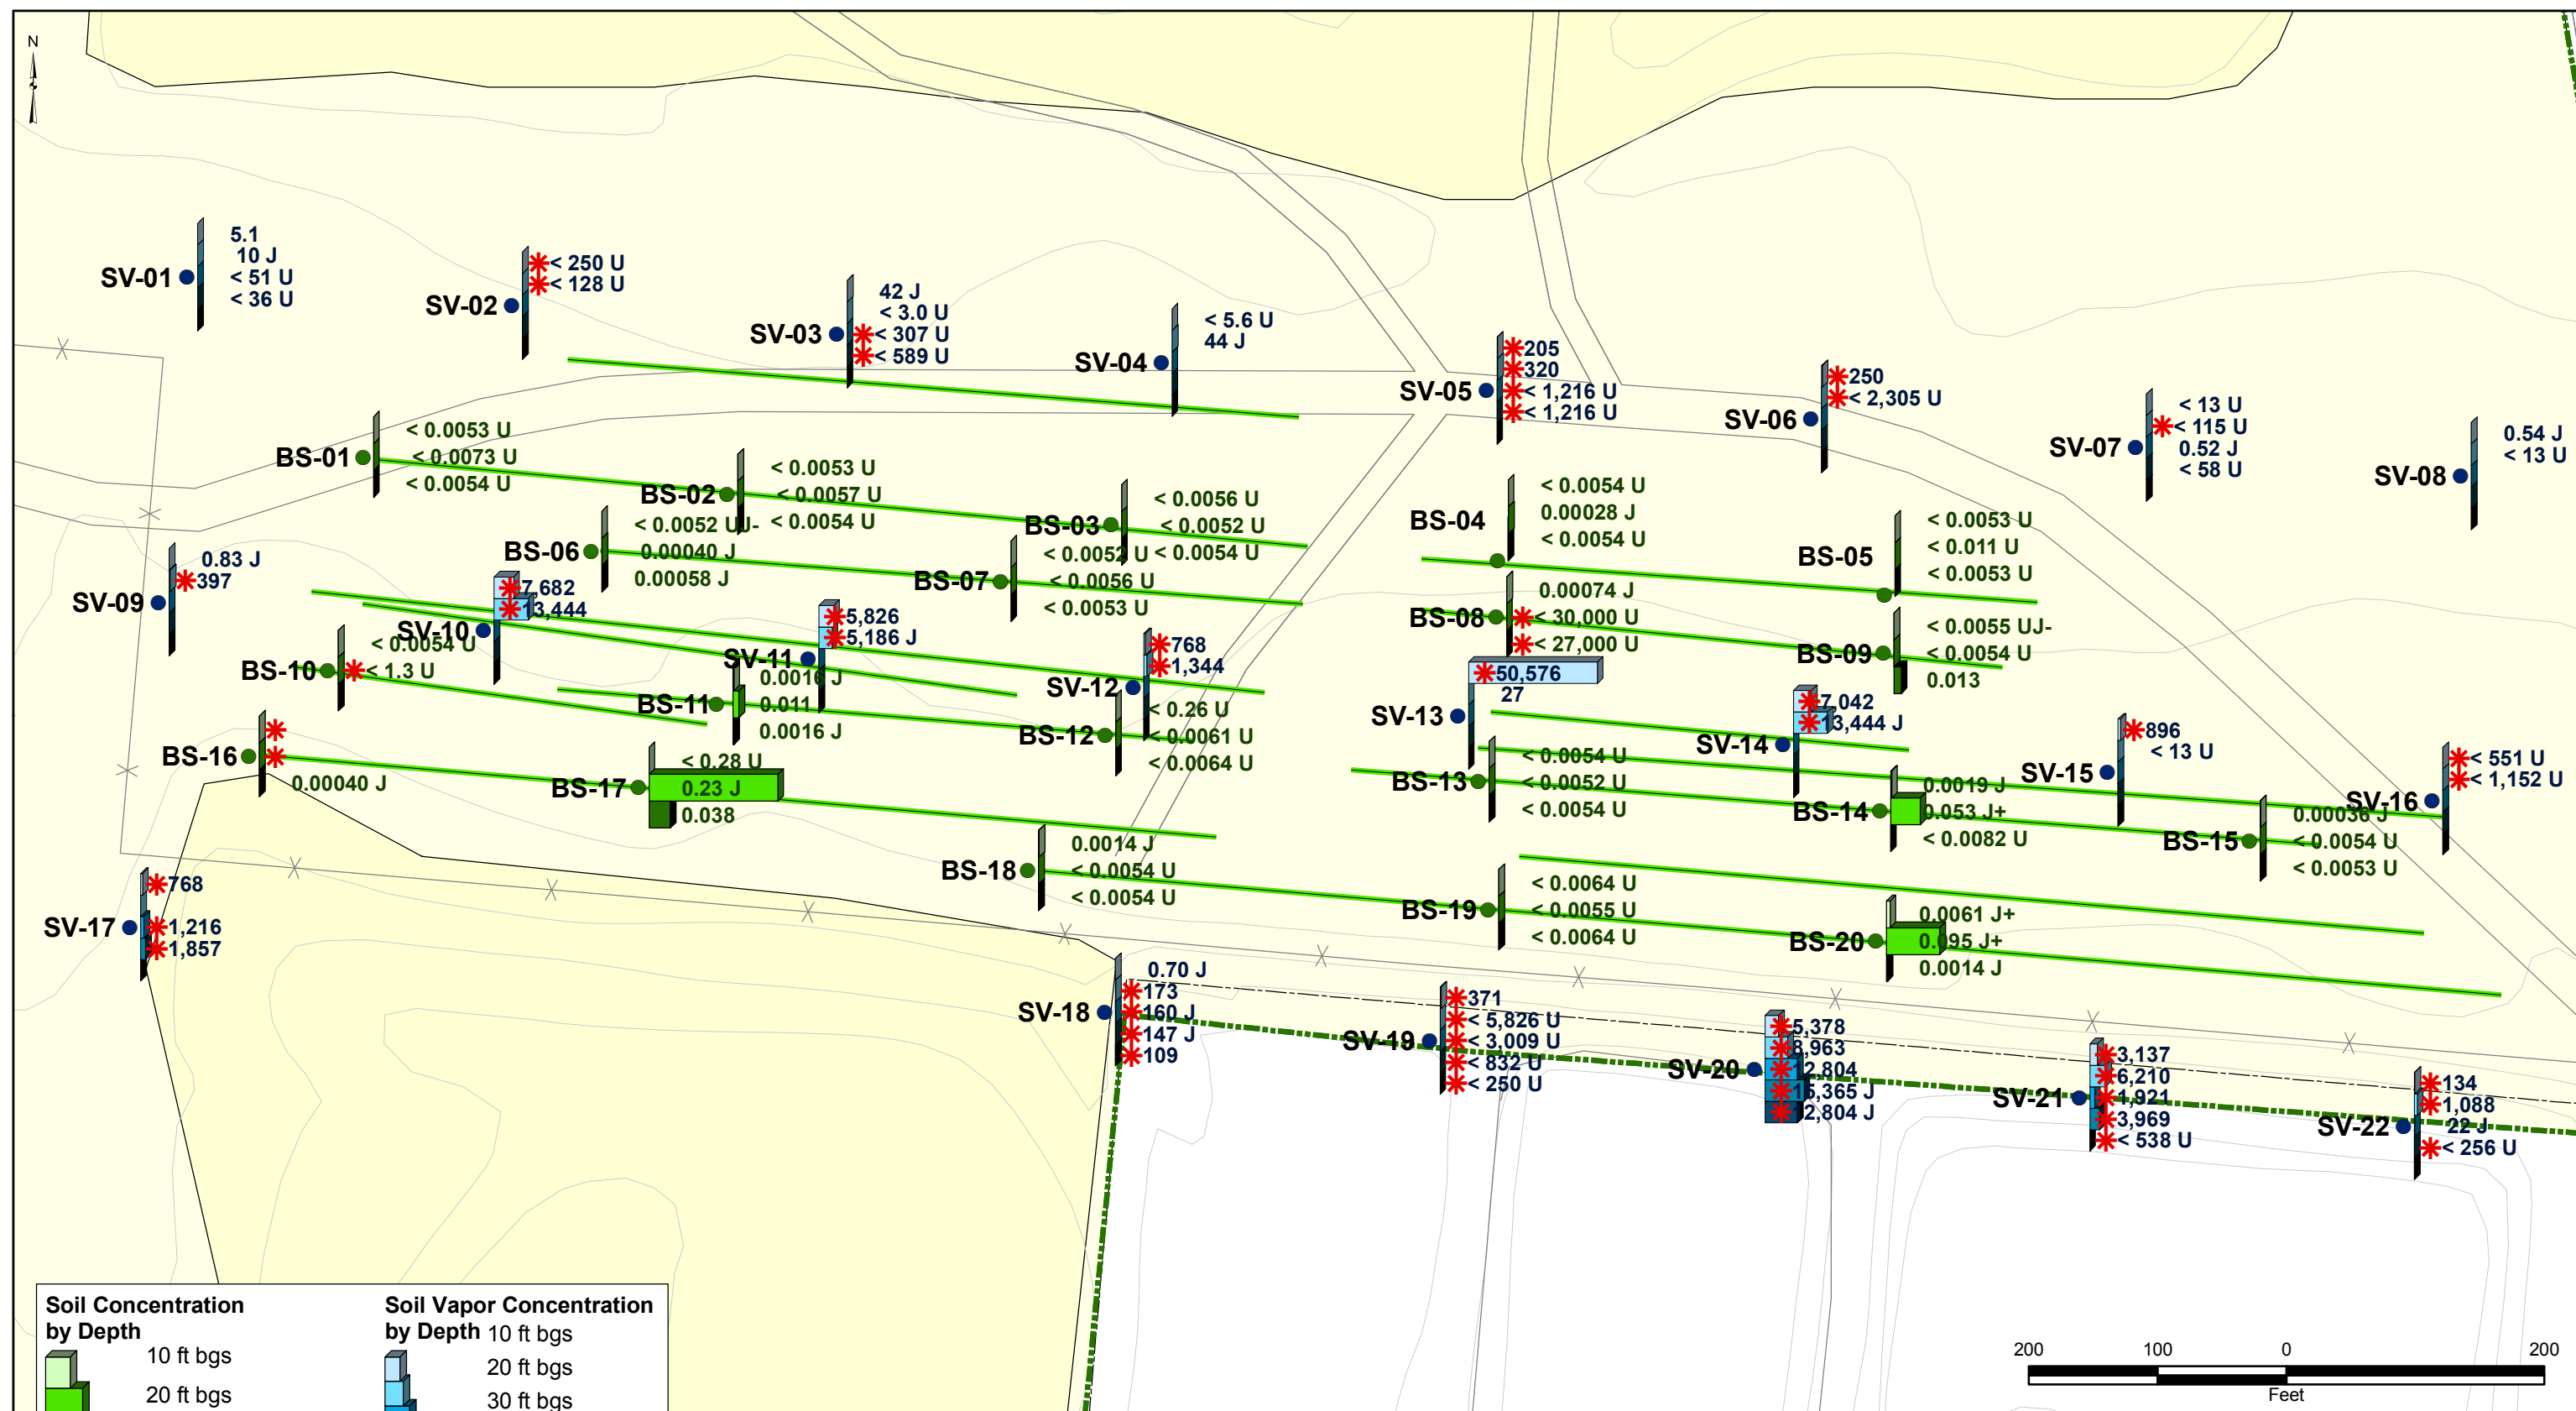 N
SV-01
5.1
10 J
< 51 U
< 36 U
SV-02
< 250 U
< 128 U
SV-03
42 J
< 3.0 U
< 307 U
< 589 U
SV-04
< 5.6 U
44 J
SV-05
205
320
< 1,216 U
< 1,216 U
SV-06
250
< 2,305 U
SV-07
< 13 U
< 115 U
0.52 J
< 58 U
SV-08
0.54 J
< 13 U
BS-01
< 0.0053 U
< 0.0073 U
< 0.0054 U
BS-02
< 0.0053 U
< 0.0057 U
< 0.0054 U
BS-03
< 0.0056 U
< 0.0052 U
< 0.0054 U
BS-04
< 0.0054 U
0.00028 J
< 0.0054 U
BS-05
< 0.0053 U
< 0.011 U
< 0.0053 U
BS-06
< 0.0052 UJ-
0.00040 J
0.00058 J
BS-07
< 0.0052 U
< 0.0056 U
< 0.0053 U
BS-08
0.00074 J
< 30,000 U
< 27,000 U
BS-09
< 0.0055 UJ-
< 0.0054 U
0.013
SV-09
0.83 J
397
SV-10
7,682
13,444
SV-11
5,826
5,186 J
SV-12
768
1,344
SV-13
50,576
27
SV-14
7,042
13,444 J
SV-15
896
< 13 U
SV-16
< 551 U
< 1,152 U
BS-10
< 0.0054 U
< 1.3 U
BS-11
0.0016 J
0.011
0.0016 J
BS-12
< 0.26 U
< 0.0061 U
< 0.0064 U
BS-13
< 0.0054 U
< 0.0052 U
< 0.0054 U
BS-14
0.0019 J
0.053 J+
< 0.0082 U
BS-15
0.00036 J
< 0.0054 U
< 0.0053 U
BS-16
0.00040 J
BS-17
< 0.28 U
0.23 J
0.038
BS-18
0.0014 J
< 0.0054 U
< 0.0054 U
BS-19
< 0.0064 U
< 0.0055 U
< 0.0064 U
BS-20
0.0061 J+
0.095 J+
0.0014 J
SV-17
768
1,216
1,857
SV-18
0.70 J
173
160 J
147 J
109
SV-19
371
< 5,826 U
< 3,009 U
< 832 U
< 250 U
SV-20
5,378
8,963
12,804
15,365 J
12,804 J
SV-21
3,137
6,210
1,921
3,969
< 538 U
SV-22
134
1,088
22 J
< 256 U
Soil Concentration
by Depth
10 ft bgs
20 ft bgs
Soil Vapor Concentration
by Depth
10 ft bgs
20 ft bgs
30 ft bgs
200 100 0 200
Feet